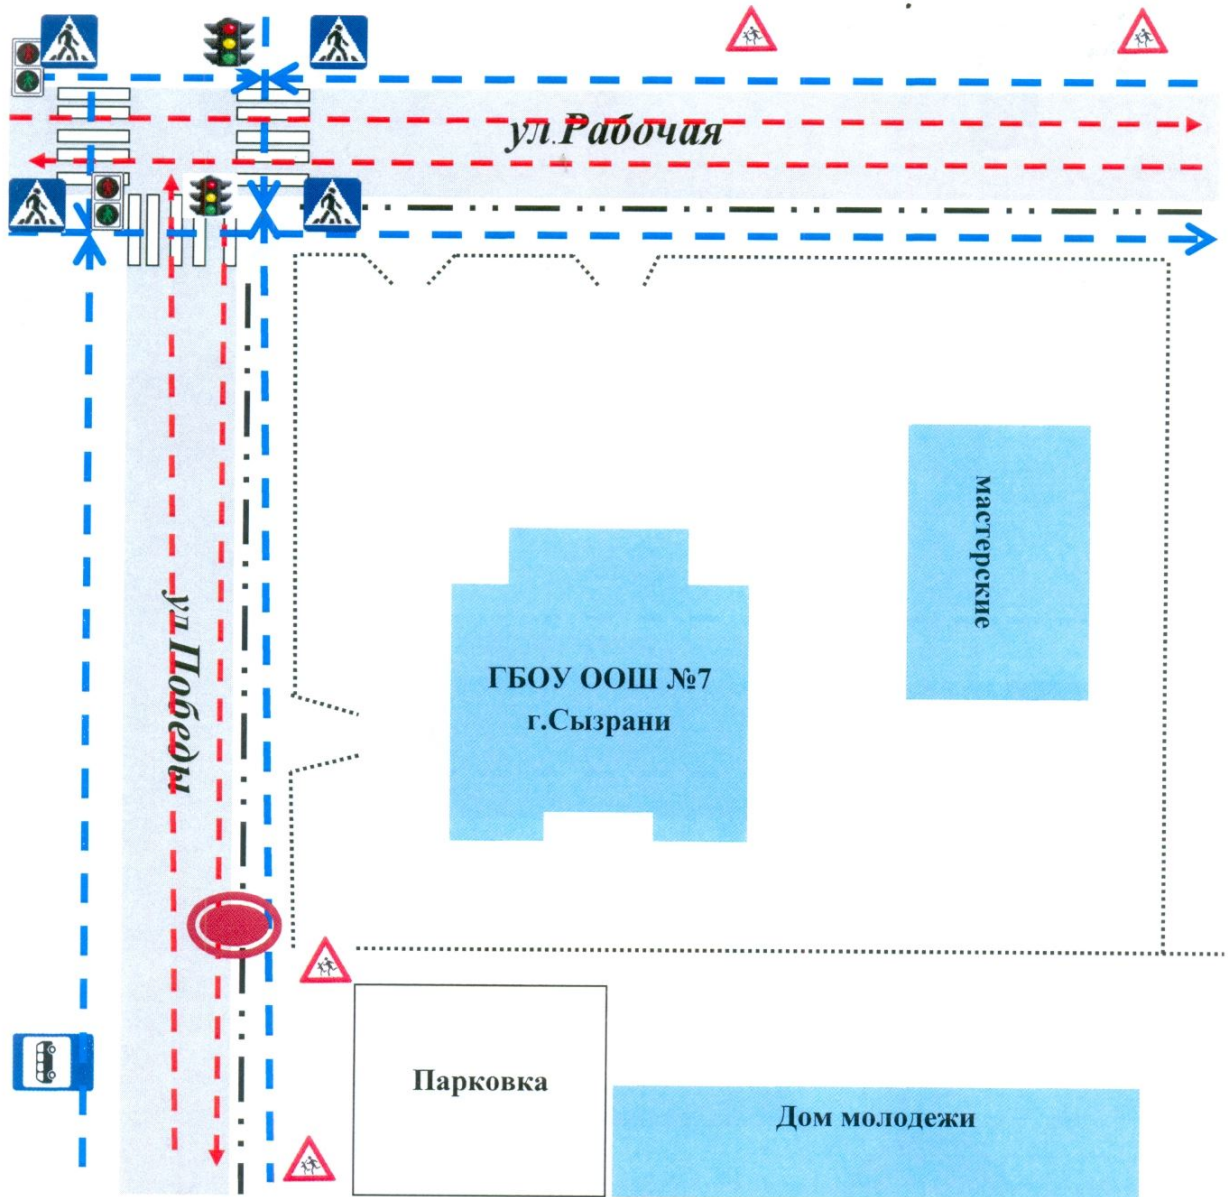 ул.Рабочая
мастерские
ул.Победы
ГБОУ ООШ №7
г.Сызрани
Парковка
Дом молодежи